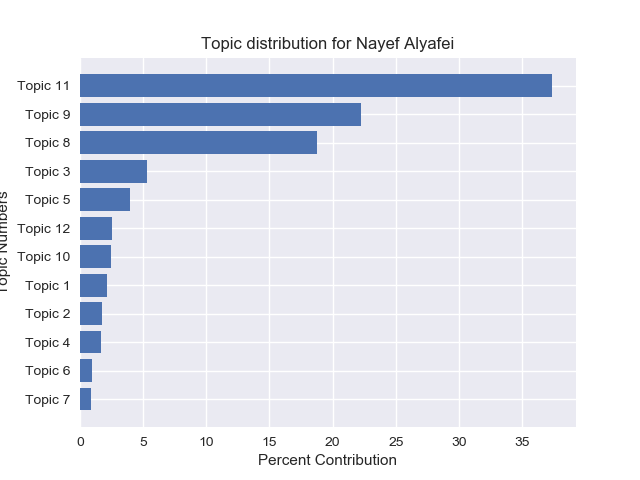 Topic distribution for Nayef Alyafei
Topic 11
Topic 9
Topic 8
Topic 3
Topic 5
Topic 12
Topic 10
Topic 1
Topic 2
Topic 4
Topic 6
Topic 7
Topic Numbers
0 5 10 15 20 25 30 35
Percent Contribution